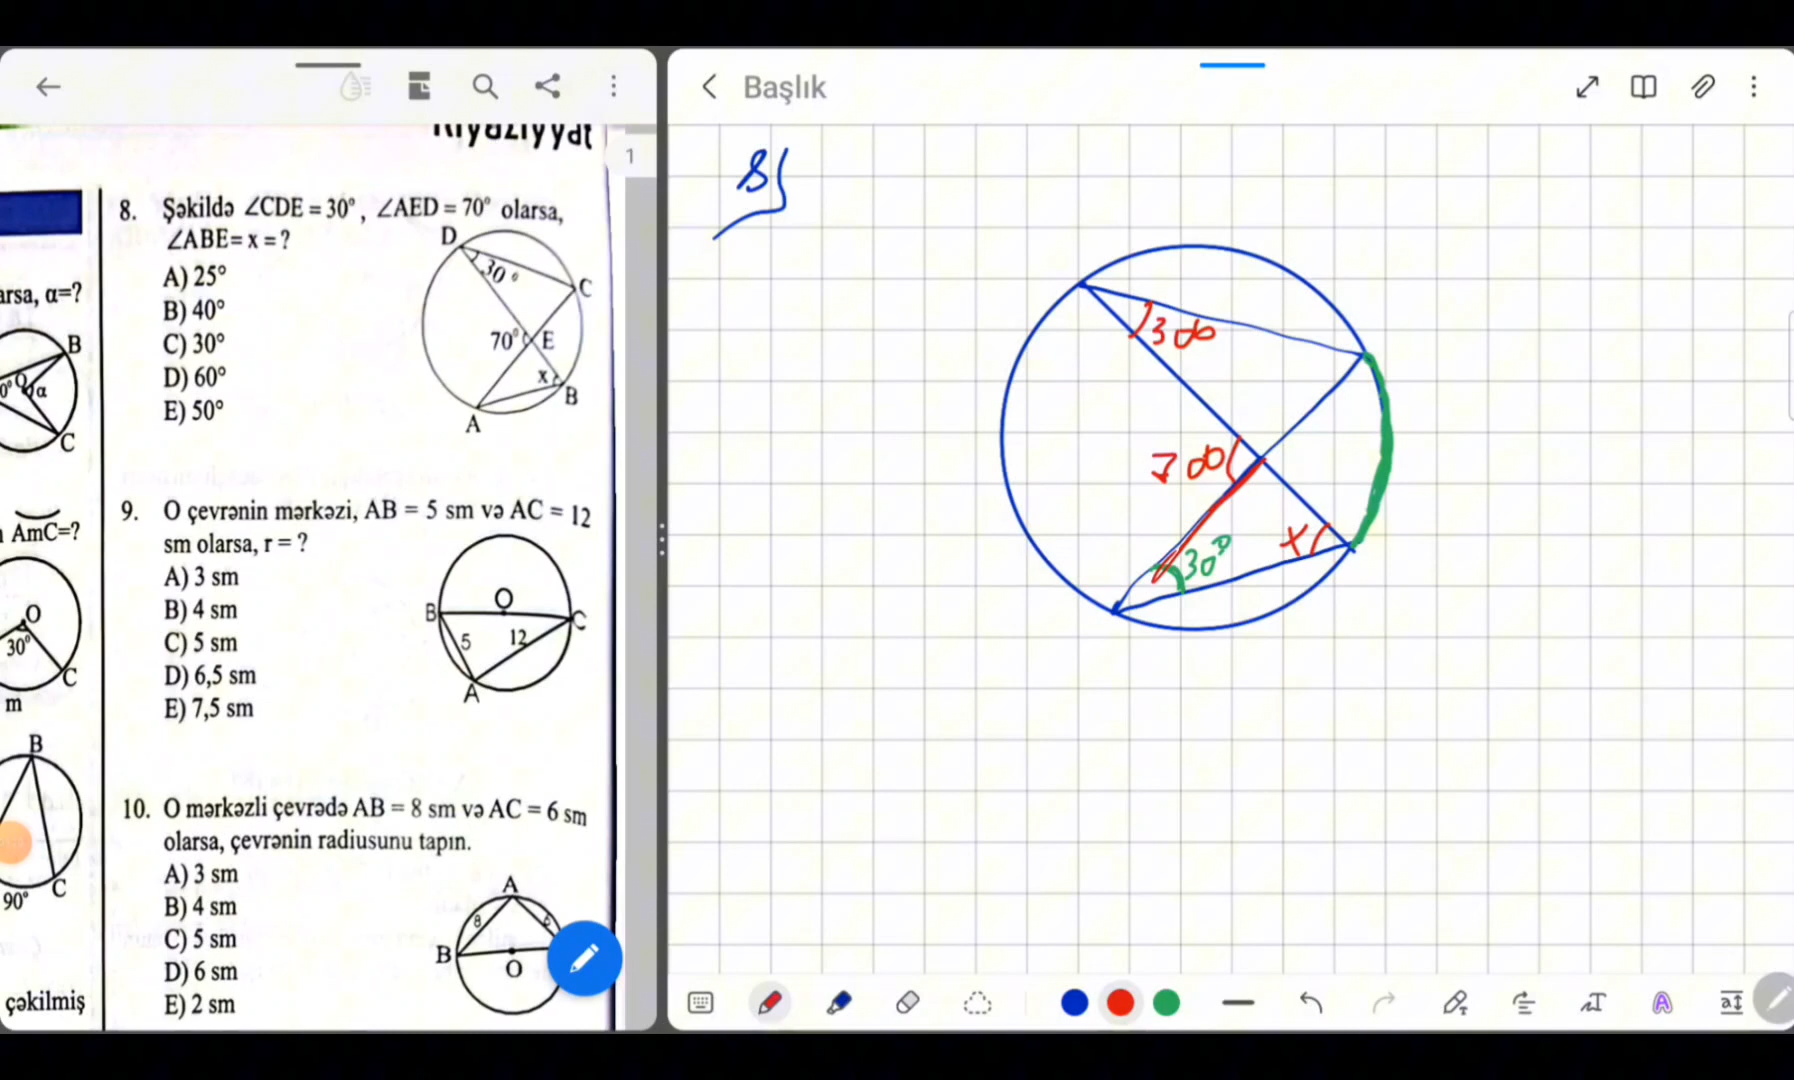 Riyaziyyat
1
8. Şəkildə ∠CDE = 30°, ∠AED = 70° olarsa,
∠ABE = x = ?
A) 25°
B) 40°
C) 30°
D) 60°
E) 50°
D
30°
C
70°
E
x
B
A
arsa, α=?
B
0°
O
α
C
9. O çevrənin mərkəzi, AB = 5 sm və AC = 12
sm olarsa, r = ?
A) 3 sm
B) 4 sm
C) 5 sm
D) 6,5 sm
E) 7,5 sm
B
O
C
5
12
A
AmC=?
O
30°
C
m
B
C
90°
10. O mərkəzli çevrədə AB = 8 sm və AC = 6 sm
olarsa, çevrənin radiusunu tapın.
A) 3 sm
B) 4 sm
C) 5 sm
D) 6 sm
E) 2 sm
A
8
6
B
O
çəkilmiş
Başlık
8)
30°
70°
x
30°